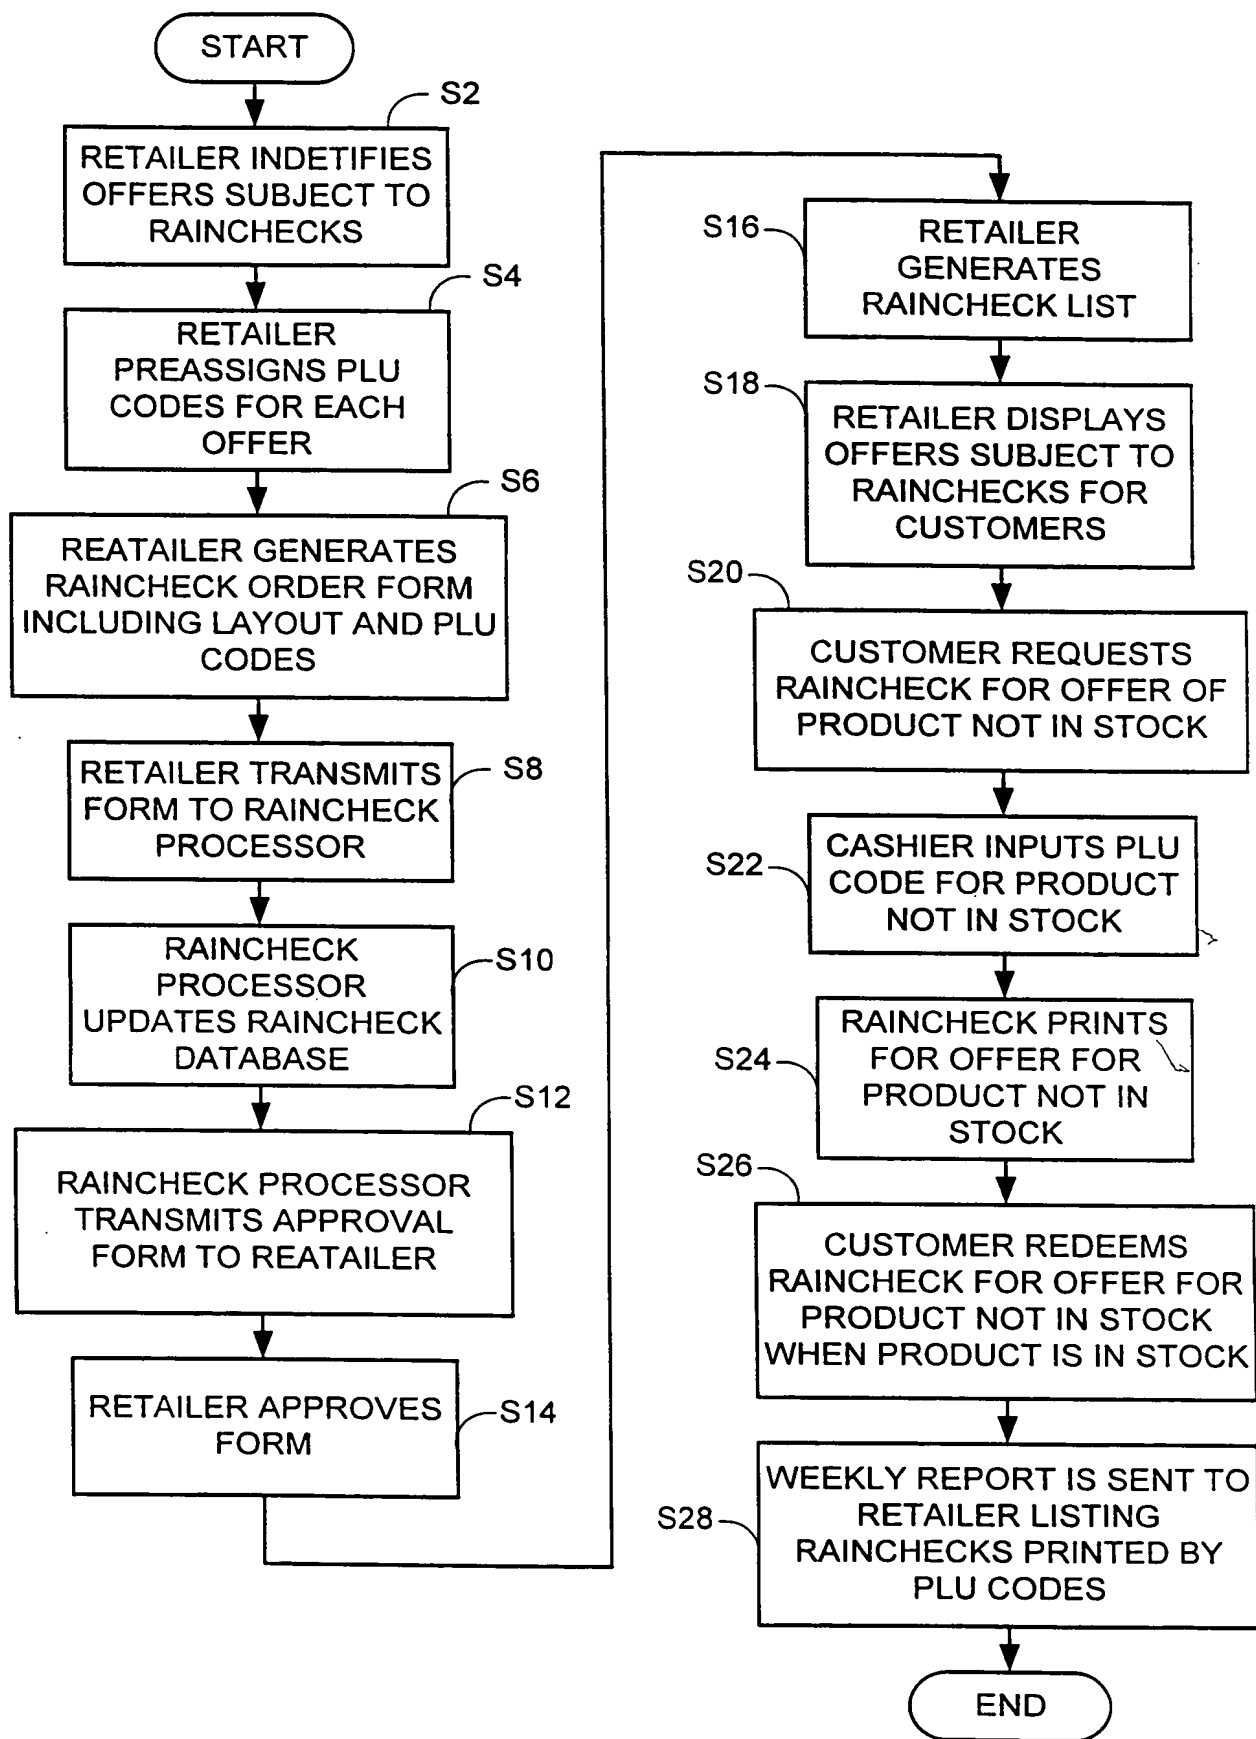 START
S2
RETAILER INDETIFIES
OFFERS SUBJECT TO
RAINCHECKS
S4
RETAILER
PREASSIGNS PLU
CODES FOR EACH
OFFER
S6
REATAILER GENERATES
RAINCHECK ORDER FORM
INCLUDING LAYOUT AND PLU
CODES
S8
RETAILER TRANSMITS
FORM TO RAINCHECK
PROCESSOR
S10
RAINCHECK
PROCESSOR
UPDATES RAINCHECK
DATABASE
S12
RAINCHECK PROCESSOR
TRANSMITS APPROVAL
FORM TO REATAILER
S14
RETAILER APPROVES
FORM
S16
RETAILER
GENERATES
RAINCHECK LIST
S18
RETAILER DISPLAYS
OFFERS SUBJECT TO
RAINCHECKS FOR
CUSTOMERS
S20
CUSTOMER REQUESTS
RAINCHECK FOR OFFER OF
PRODUCT NOT IN STOCK
S22
CASHIER INPUTS PLU
CODE FOR PRODUCT
NOT IN STOCK
S24
RAINCHECK PRINTS
FOR OFFER FOR
PRODUCT NOT IN
STOCK
S26
CUSTOMER REDEEMS
RAINCHECK FOR OFFER FOR
PRODUCT NOT IN STOCK
WHEN PRODUCT IS IN STOCK
S28
WEEKLY REPORT IS SENT TO
RETAILER LISTING
RAINCHECKS PRINTED BY
PLU CODES
END